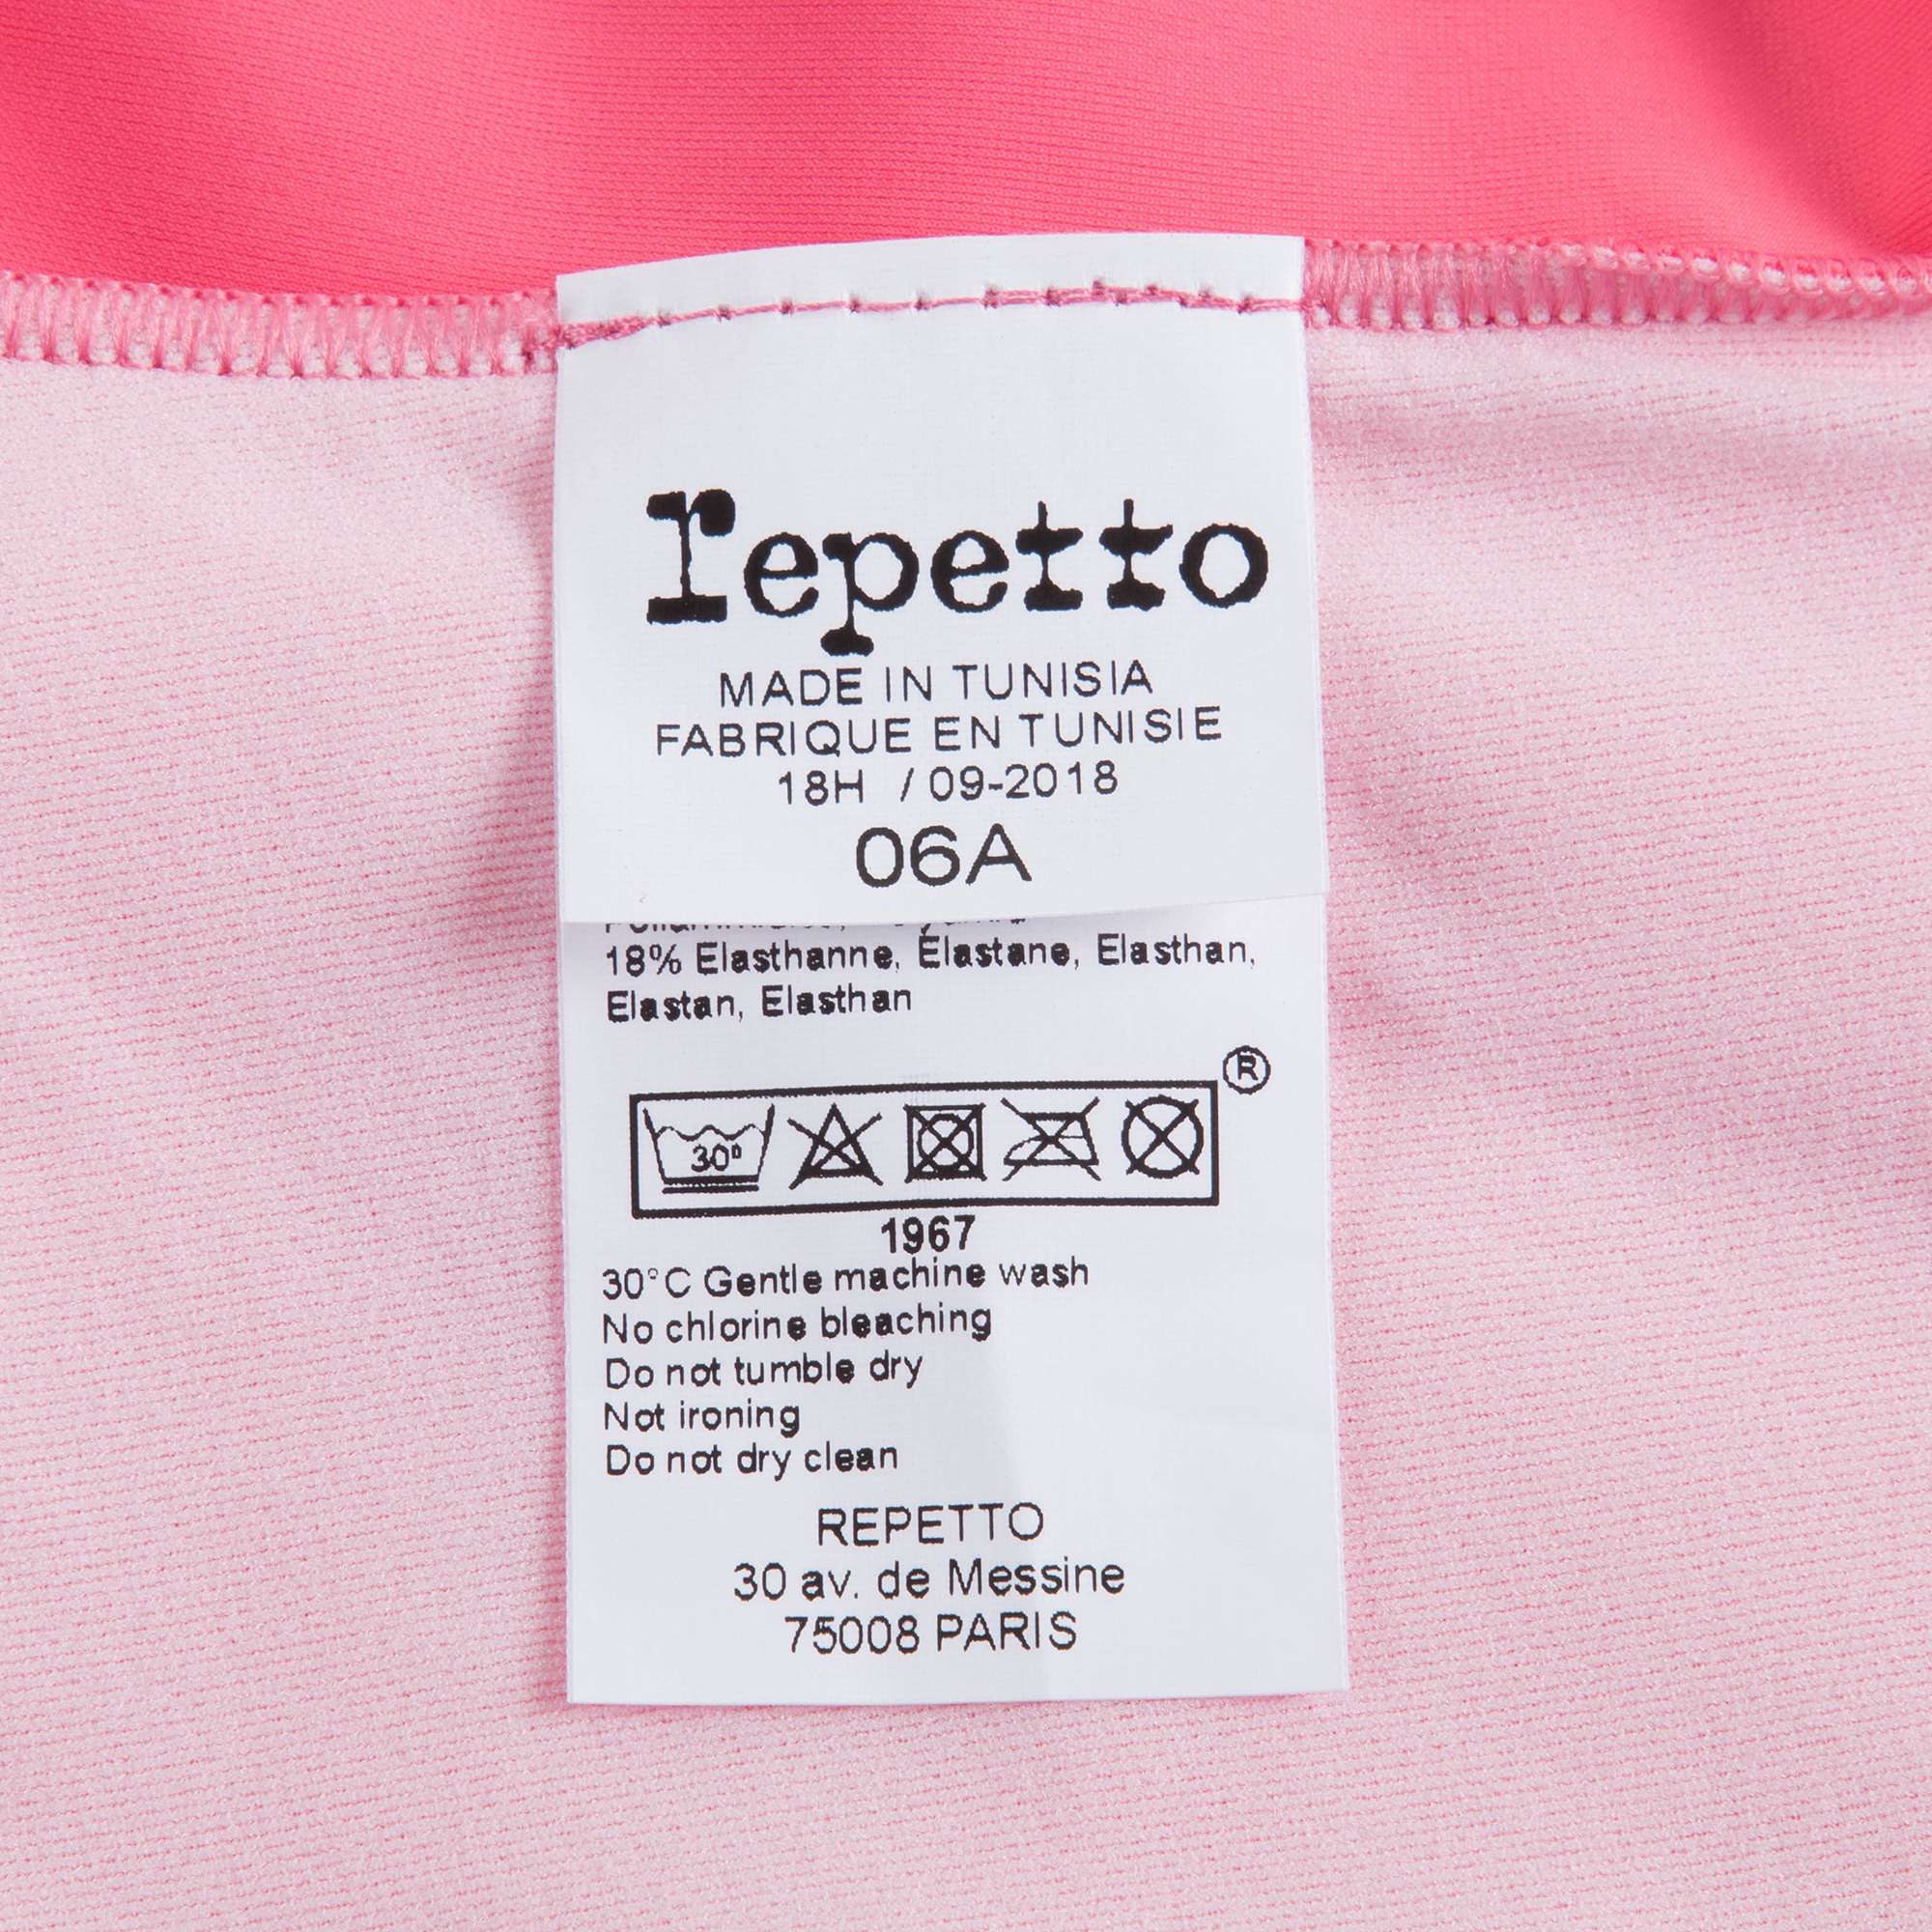 repetto
MADE IN TUNISIA
FABRIQUE EN TUNISIE
18H / 09-2018
06A
18% Elasthanne, Élastane, Elasthan,
Elastan, Elasthan
®
30°
1967
30°C Gentle machine wash
No chlorine bleaching
Do not tumble dry
Not ironing
Do not dry clean
REPETTO
30 av. de Messine
75008 PARIS